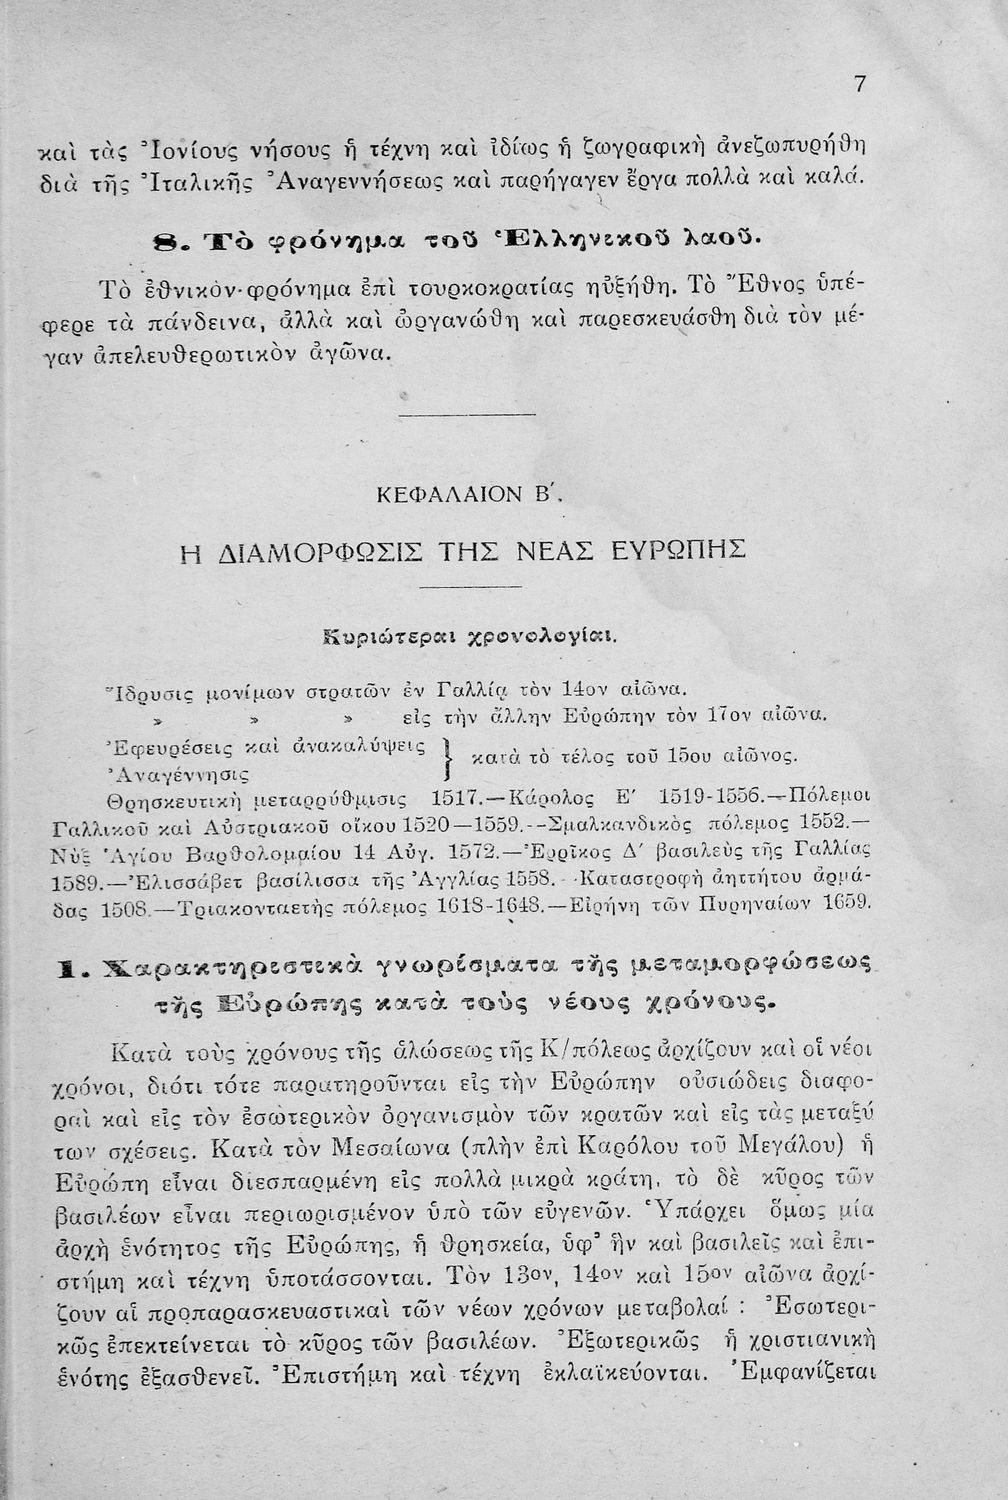 7
καὶ τὰς Ἰονίους νήσους ἡ τέχνη καὶ ἰδίως ἡ ζωγραφικὴ ἀνεζωπυρήθη
διὰ τῆς Ἰταλικῆς Ἀναγεννήσεως καὶ παρήγαγεν ἔργα πολλὰ καὶ καλά.
8. Τὸ φρόνημα τοῦ Ἑλληνικοῦ λαοῦ.
Τὸ ἐθνικὸν φρόνημα ἐπὶ τουρκοκρατίας ηὐξήθη. Τὸ Ἔθνος ὑπέ-
φερε τὰ πάνδεινα, ἀλλὰ καὶ ὠργανώθη καὶ παρεσκευάσθη διὰ τὸν μέ-
γαν ἀπελευθερωτικὸν ἀγῶνα.
ΚΕΦΑΛΑΙΟΝ Β΄.
Η ΔΙΑΜΟΡΦΩΣΙΣ ΤΗΣ ΝΕΑΣ ΕΥΡΩΠΗΣ
Κυριώτεραι χρονολογίαι.
Ἵδρυσις μονίμων στρατῶν ἐν Γαλλίᾳ τὸν 14ον αἰῶνα.
» » » εἰς τὴν ἄλλην Εὐρώπην τὸν 17ον αἰῶνα.
Ἐφευρέσεις καὶ ἀνακαλύψεις } κατὰ τὸ τέλος τοῦ 15ου αἰῶνος.
Ἀναγέννησις
Θρησκευτικὴ μεταρρύθμισις 1517.—Κάρολος Ε΄ 1519-1556.—Πόλεμοι
Γαλλικοῦ καὶ Αὐστριακοῦ οἴκου 1520—1559.--Σμαλκανδικὸς πόλεμος 1552.—
Νὺξ Ἁγίου Βαρθολομαίου 14 Αὐγ. 1572.—Ἐρρῖκος Δ΄ βασιλεὺς τῆς Γαλλίας
1589.—Ἐλισσάβετ βασίλισσα τῆς Ἀγγλίας 1558. - Καταστροφὴ ἀηττήτου ἀρμά-
δας 1508.—Τριακονταετὴς πόλεμος 1618-1648.—Εἰρήνη τῶν Πυρηναίων 1659.
1. Χαρακτηριστικὰ γνωρίσματα τῆς μεταμορφώσεως
τῆς Εὐρώπης κατὰ τοὺς νέους χρόνους.
Κατὰ τοὺς χρόνους τῆς ἁλώσεως τῆς Κ/πόλεως ἀρχίζουν καὶ οἱ νέοι
χρόνοι, διότι τότε παρατηροῦνται εἰς τὴν Εὐρώπην οὐσιώδεις διαφο-
ραὶ καὶ εἰς τὸν ἐσωτερικὸν ὀργανισμὸν τῶν κρατῶν καὶ εἰς τὰς μεταξύ
των σχέσεις. Κατὰ τὸν Μεσαίωνα (πλὴν ἐπὶ Καρόλου τοῦ Μεγάλου) ἡ
Εὐρώπη εἶναι διεσπαρμένη εἰς πολλὰ μικρὰ κράτη, τὸ δὲ κῦρος τῶν
βασιλέων εἶναι περιωρισμένον ὑπὸ τῶν εὐγενῶν. Ὑπάρχει ὅμως μία
ἀρχὴ ἑνότητος τῆς Εὐρώπης, ἡ θρησκεία, ὑφ' ἣν καὶ βασιλεῖς καὶ ἐπι-
στήμη καὶ τέχνη ὑποτάσσονται. Τὸν 13ον, 14ον καὶ 15ον αἰῶνα ἀρχί-
ζουν αἱ προπαρασκευαστικαὶ τῶν νέων χρόνων μεταβολαί : Ἐσωτερι-
κῶς ἐπεκτείνεται τὸ κῦρος τῶν βασιλέων. Ἐξωτερικῶς ἡ χριστιανικὴ
ἑνότης ἐξασθενεῖ. Ἐπιστήμη καὶ τέχνη ἐκλαϊκεύονται. Ἐμφανίζεται